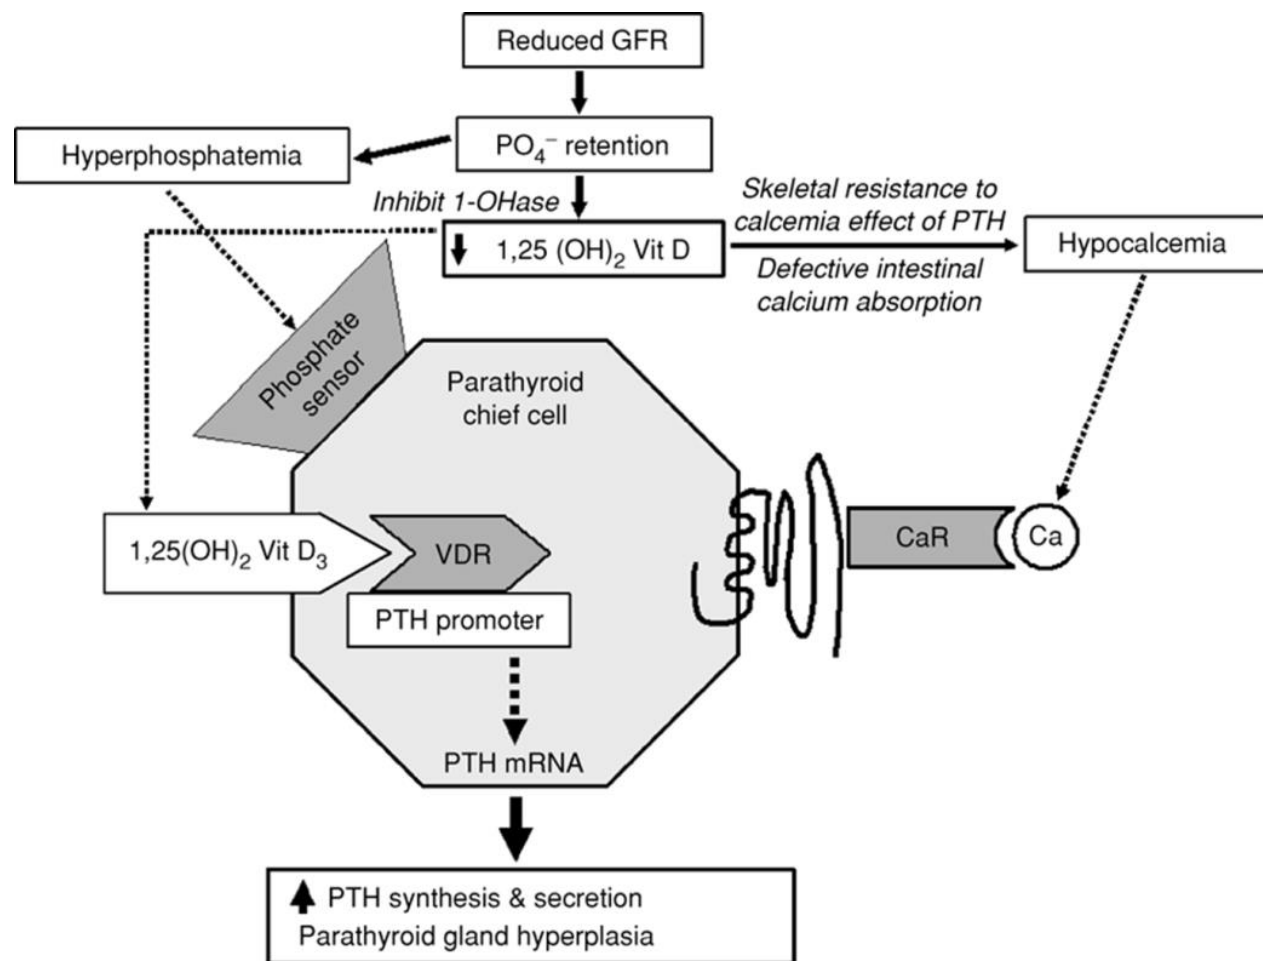 Reduced GFR
PO₄⁻ retention
Hyperphosphatemia
Inhibit 1-OHase
1,25 (OH)₂ Vit D
Skeletal resistance to
calcemia effect of PTH
Defective intestinal
calcium absorption
Hypocalcemia
Phosphate
sensor
Parathyroid
chief cell
1,25(OH)₂ Vit D₃
VDR
PTH promoter
CaR
Ca
PTH mRNA
PTH synthesis & secretion
Parathyroid gland hyperplasia